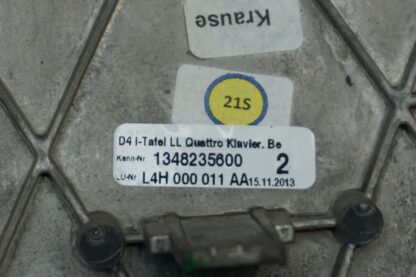 Krause
21S
D4 I-Tafel LL Quattro Klavier. Be
Kenn-Nr 1348235600 2
LU-Nr L4H 000 011 AA 15.11.2013